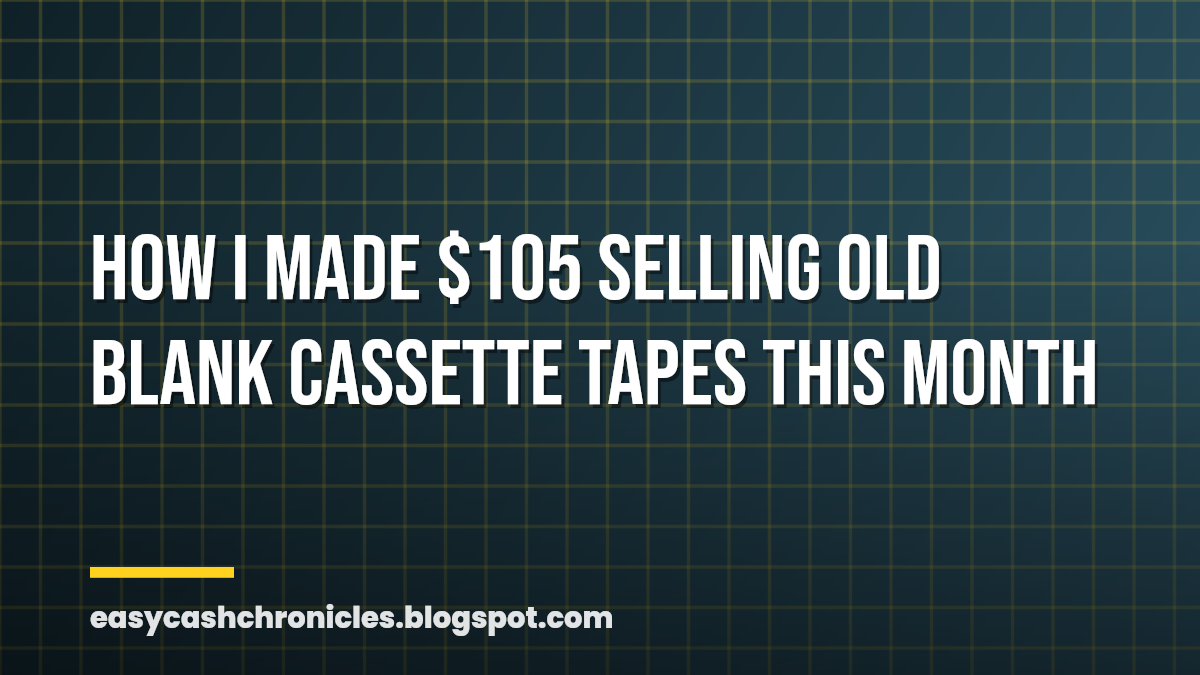 HOW I MADE $105 SELLING OLD
BLANK CASSETTE TAPES THIS MONTH
easycashchronicles.blogspot.com